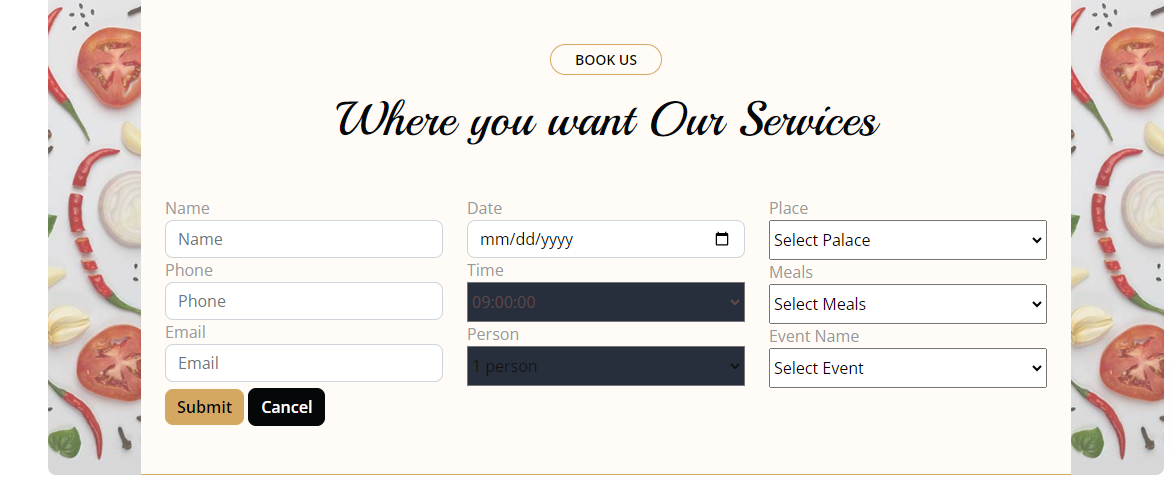 BOOK US
Where you want Our Services
Name
Name
Phone
Phone
Email
Email
Submit Cancel
Date
mm/dd/yyyy
Time
09:00:00
Person
1 person
Place
Select Palace
Meals
Select Meals
Event Name
Select Event